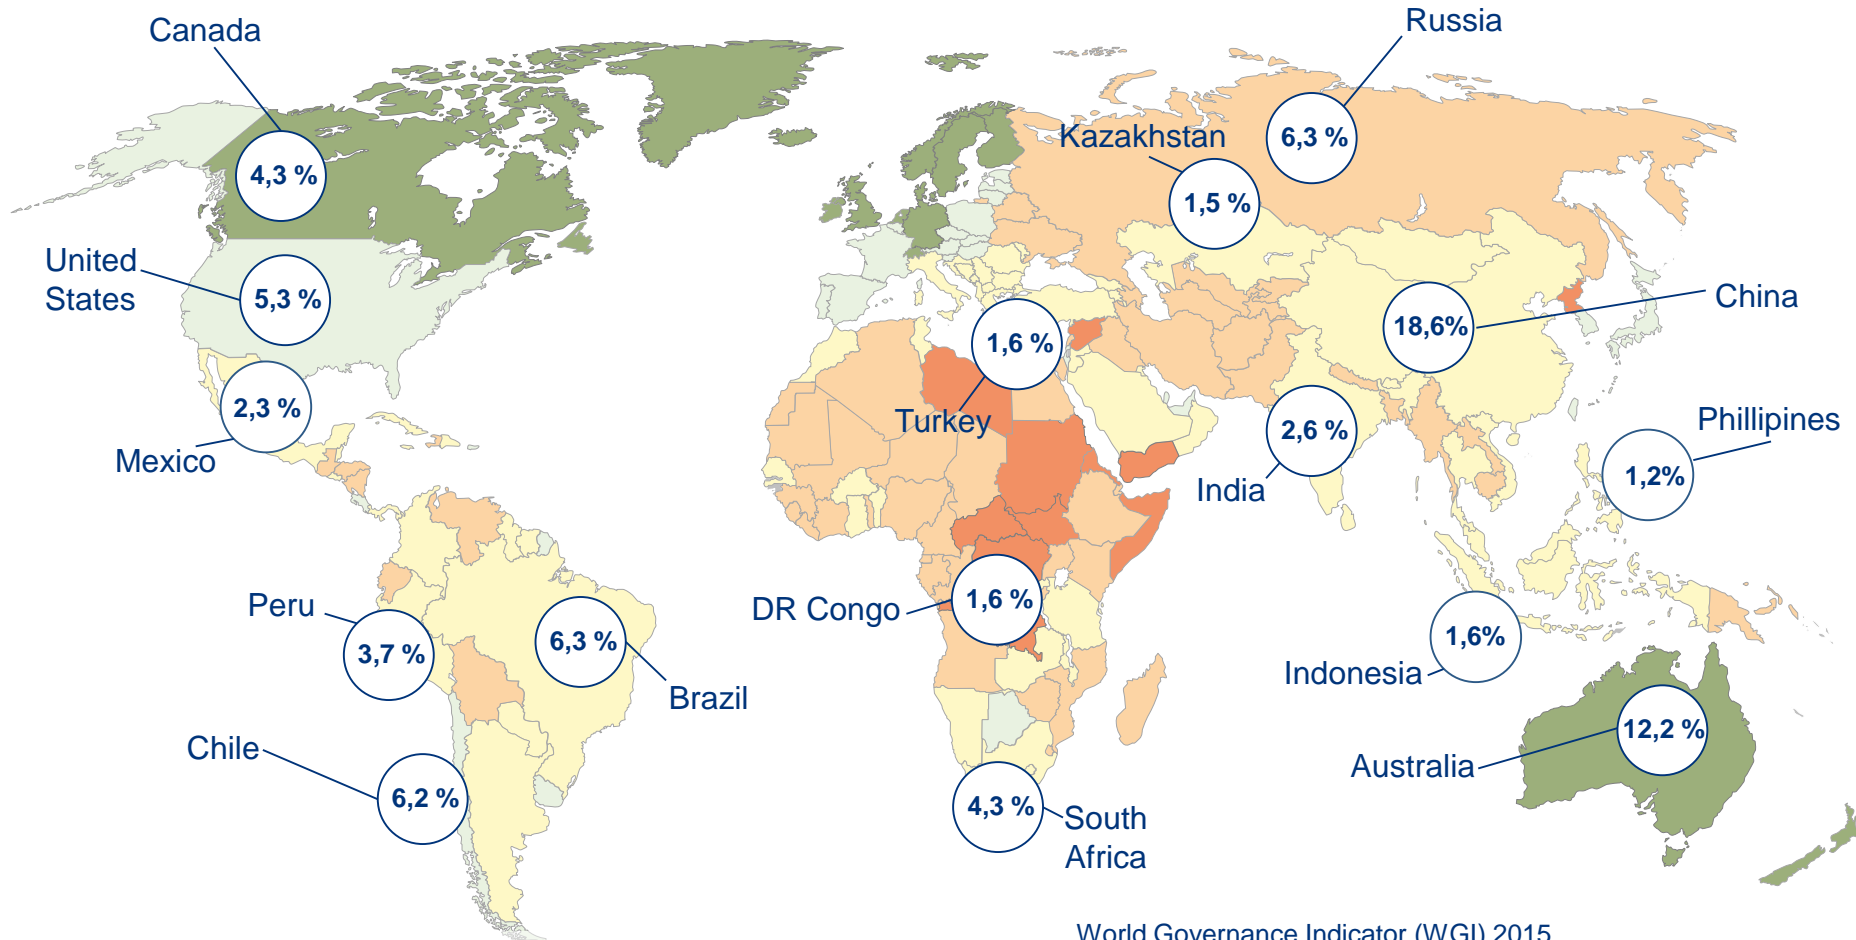 Canada
Russia
4,3 %
Kazakhstan
6,3 %
1,5 %
United
States
5,3 %
China
18,6%
1,6 %
2,3 %
Turkey
Mexico
2,6 %
India
Phillipines
1,2%
Peru
3,7 %
6,3 %
Brazil
DR Congo
1,6 %
1,6%
Indonesia
Chile
6,2 %
4,3 %
South
Africa
12,2 %
Australia
World Governance Indicator (WGI) 2015